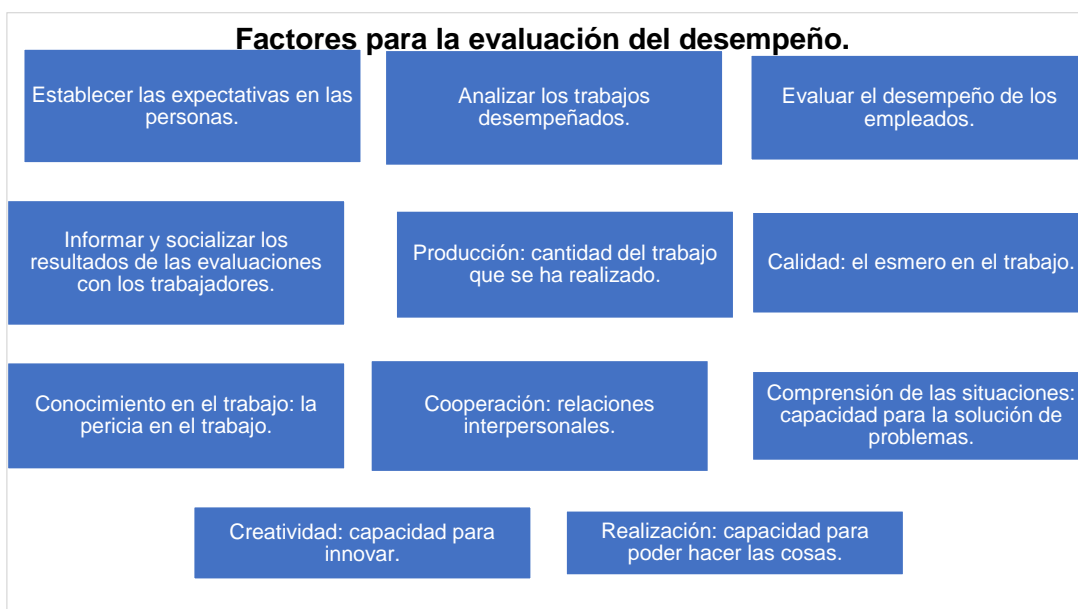 Factores para la evaluación del desempeño.
Establecer las expectativas en las
personas.
Analizar los trabajos
desempeñados.
Evaluar el desempeño de los
empleados.
Informar y socializar los
resultados de las evaluaciones
con los trabajadores.
Producción: cantidad del trabajo
que se ha realizado.
Calidad: el esmero en el trabajo.
Conocimiento en el trabajo: la
pericia en el trabajo.
Cooperación: relaciones
interpersonales.
Comprensión de las situaciones:
capacidad para la solución de
problemas.
Creatividad: capacidad para
innovar.
Realización: capacidad para
poder hacer las cosas.